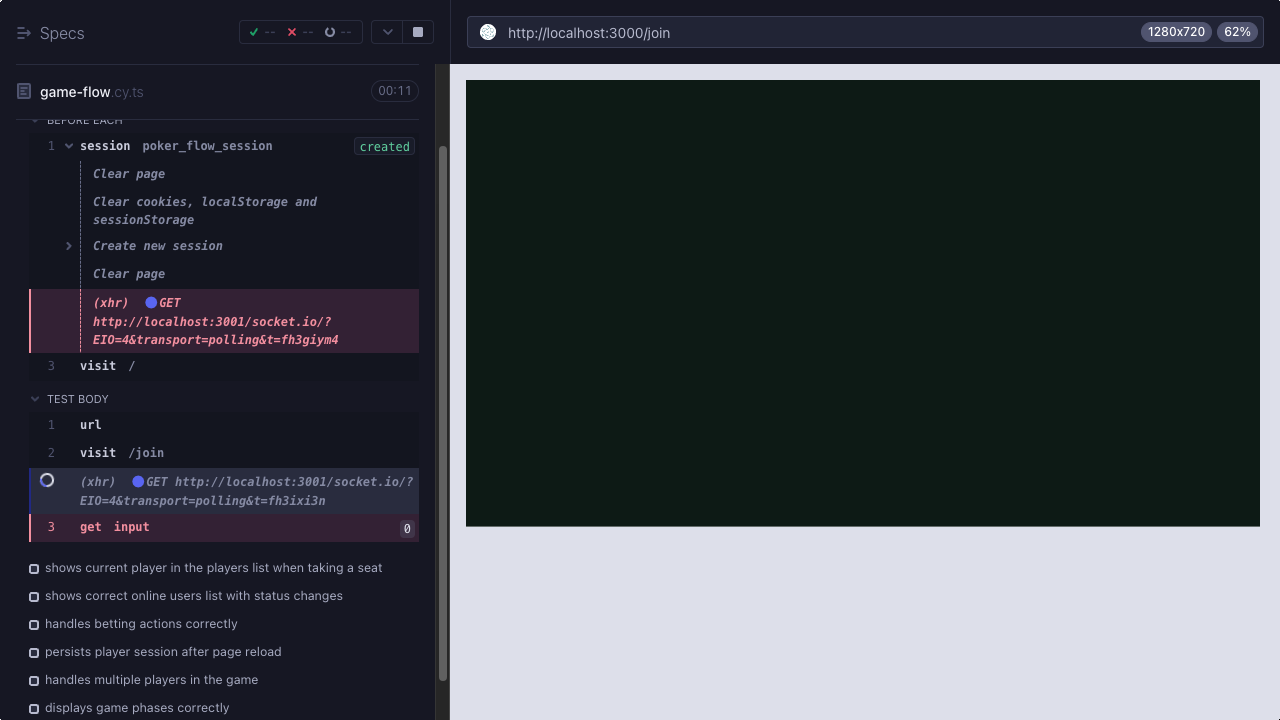 Specs
-- -- --
http://localhost:3000/join
1280x720
62%
game-flow.cy.ts
00:11
BEFORE EACH
1 session poker_flow_session created
Clear page
Clear cookies, localStorage and
sessionStorage
Create new session
Clear page
(xhr) GET
http://localhost:3001/socket.io/?
EIO=4&transport=polling&t=fh3giym4
3 visit /
TEST BODY
1 url
2 visit /join
(xhr) GET http://localhost:3001/socket.io/?
EIO=4&transport=polling&t=fh3ixi3n
3 get input 0
shows current player in the players list when taking a seat
shows correct online users list with status changes
handles betting actions correctly
persists player session after page reload
handles multiple players in the game
displays game phases correctly